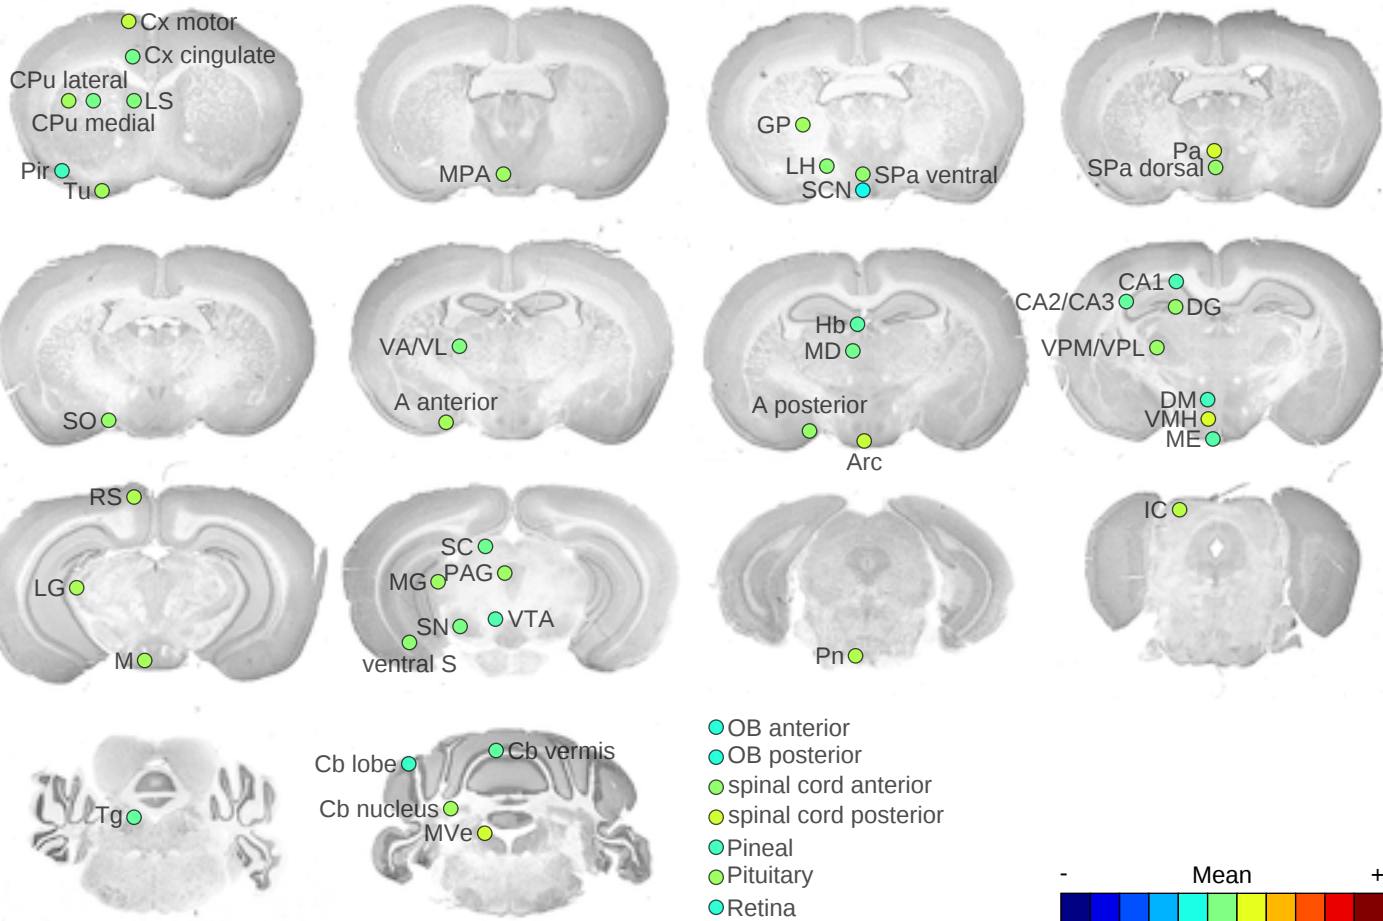 Cx motor
Cx cingulate
CPu lateral
LS
CPu medial
Pir
Tu
MPA
GP
LH
SPa ventral
SCN
Pa
SPa dorsal
SO
VA/VL
A anterior
Hb
MD
A posterior
Arc
CA1
CA2/CA3
DG
VPM/VPL
DM
VMH
ME
RS
LG
M
SC
PAG
MG
VTA
SN
ventral S
Pn
IC
Tg
Cb vermis
Cb lobe
Cb nucleus
MVe
OB anterior
OB posterior
spinal cord anterior
spinal cord posterior
Pineal
Pituitary
Retina
- Mean +